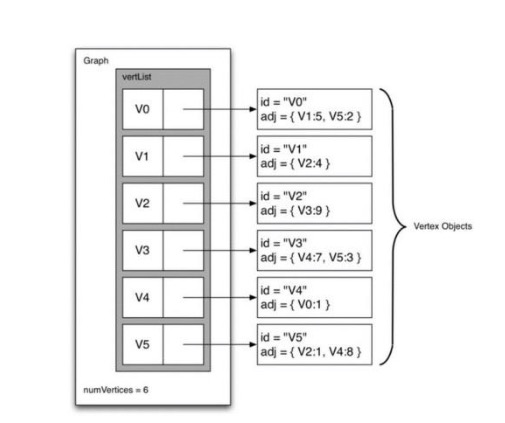 Graph
vertList
V0
id = "V0"
adj = { V1:5, V5:2 }
V1
id = "V1"
adj = { V2:4 }
V2
id = "V2"
adj = { V3:9 }
Vertex Objects
V3
id = "V3"
adj = { V4:7, V5:3 }
V4
id = "V4"
adj = { V0:1 }
V5
id = "V5"
adj = { V2:1, V4:8 }
numVertices = 6